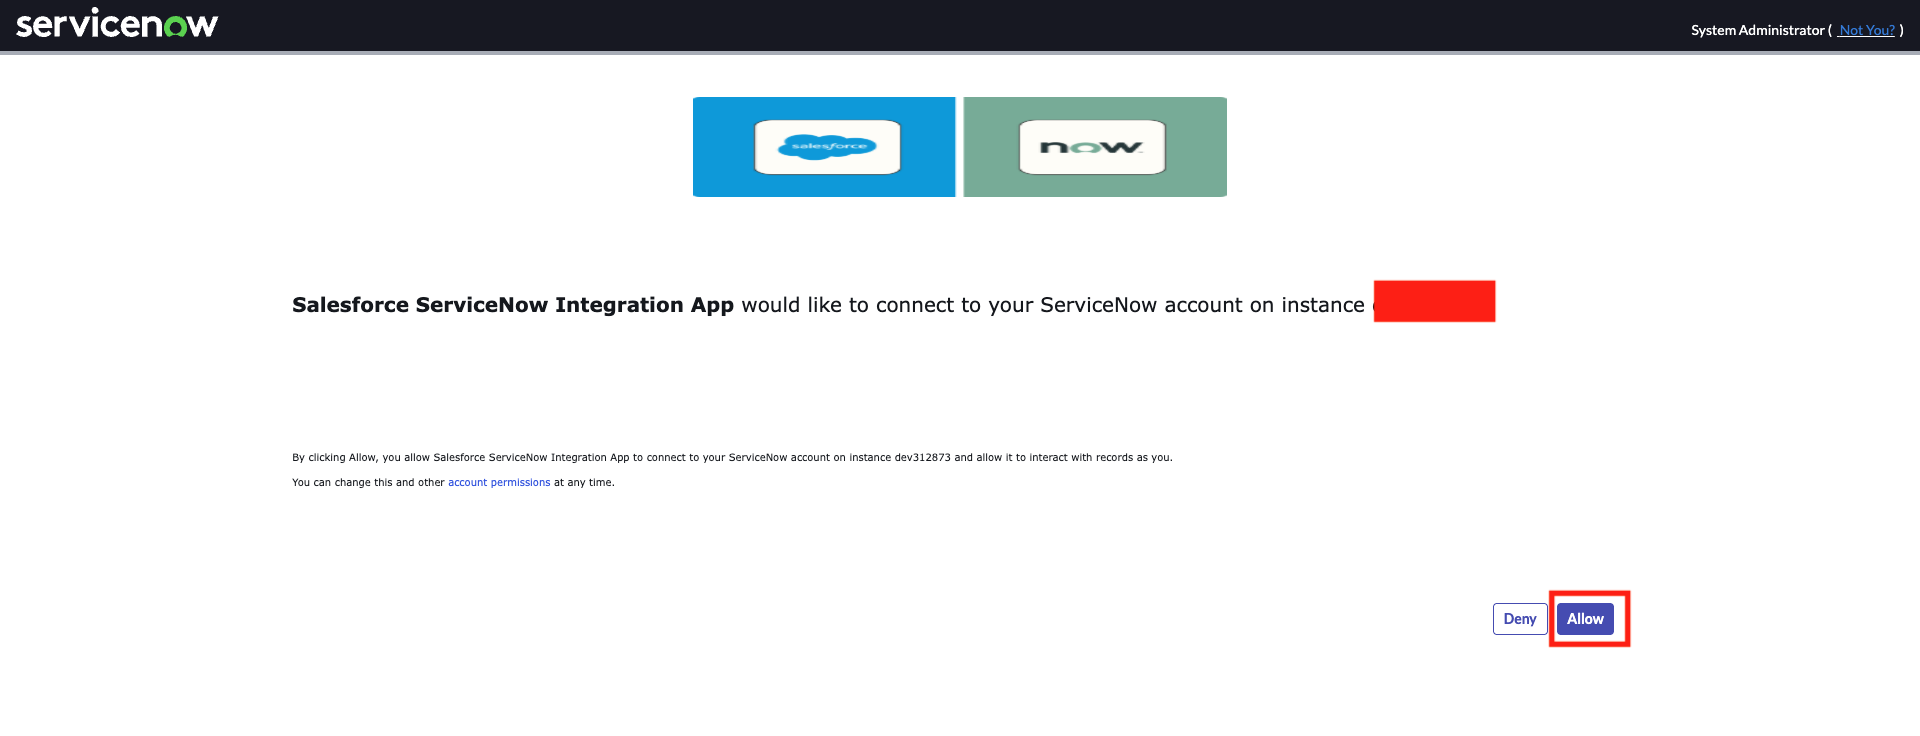 servicenow
System Administrator ( Not You? )
salesforce
now
Salesforce ServiceNow Integration App would like to connect to your ServiceNow account on instance
By clicking Allow, you allow Salesforce ServiceNow Integration App to connect to your ServiceNow account on instance dev312873 and allow it to interact with records as you.
You can change this and other account permissions at any time.
Deny
Allow